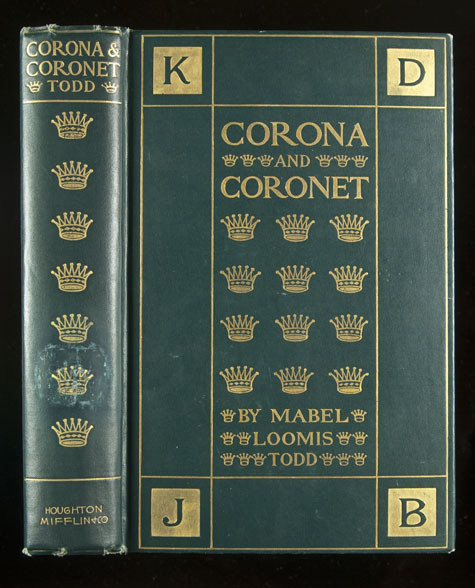 CORONA &
CORONET
TODD
HOUGHTON
MIFFLIN & CO
K
D
CORONA
AND
CORONET
BY MABEL
LOOMIS
TODD
J
B